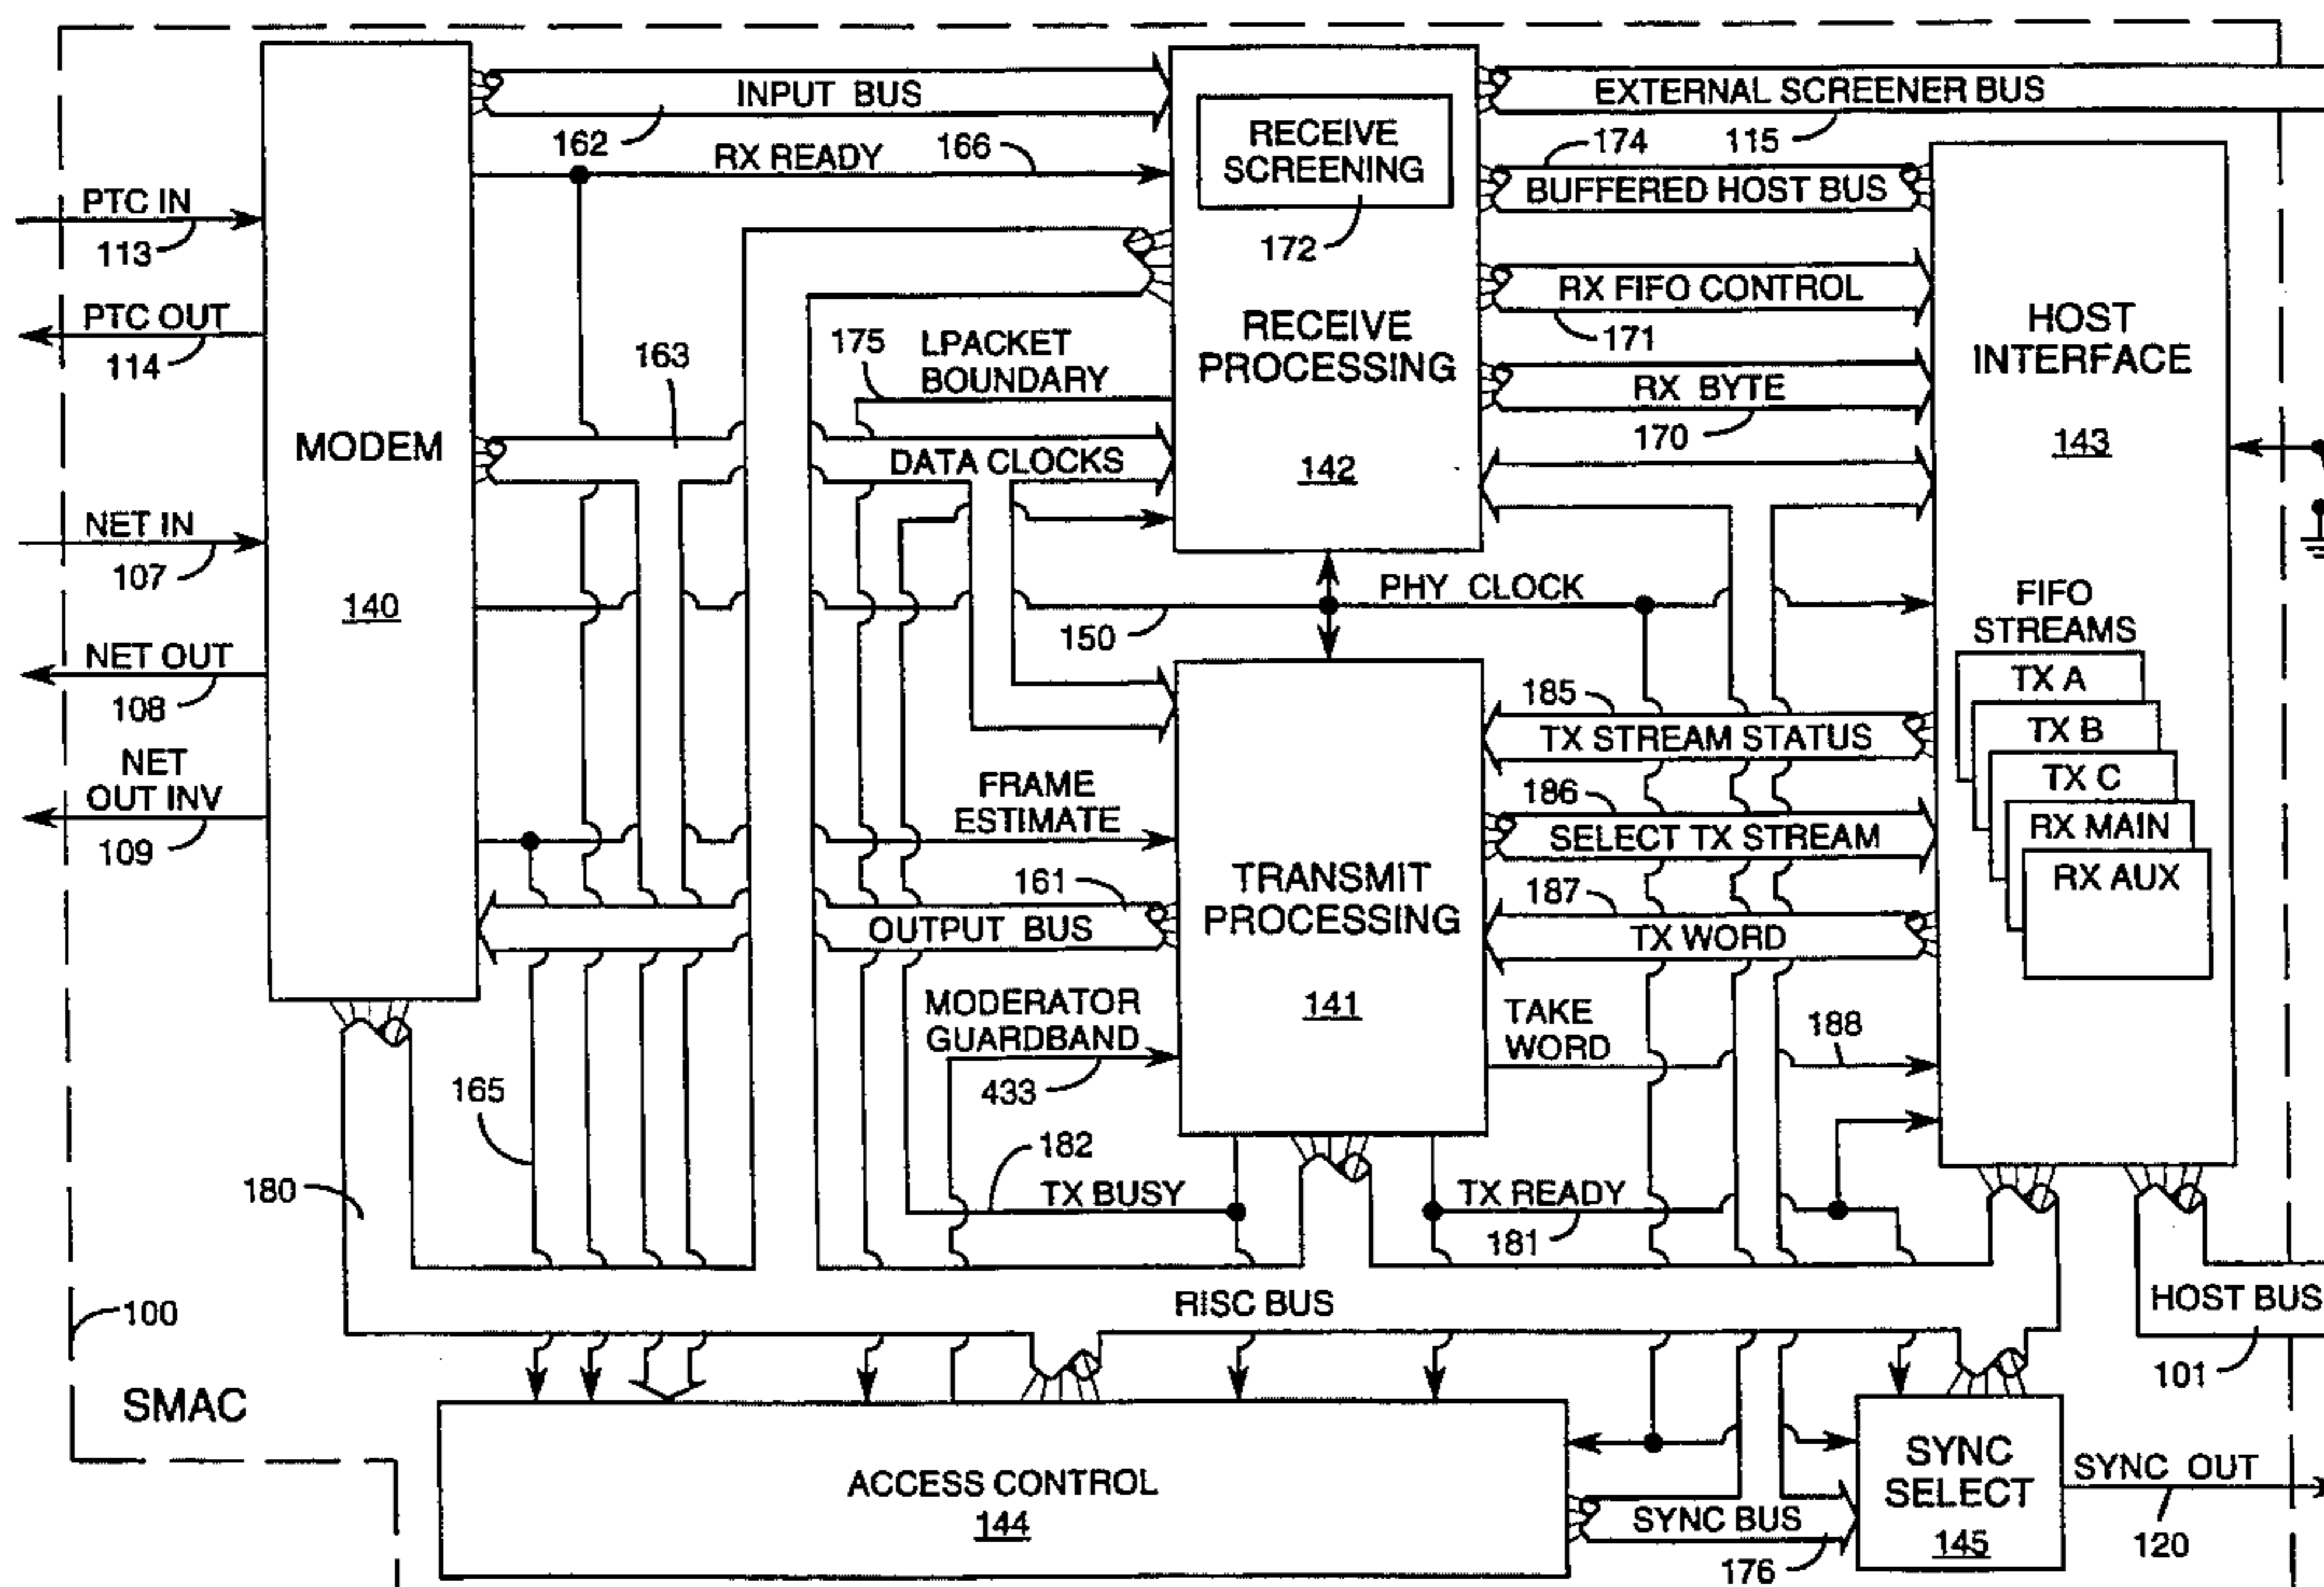 INPUT BUS
162
RX READY
166
PTC IN
113
PTC OUT
114
NET IN
107
NET OUT
108
NET
OUT INV
109
MODEM
140
163
175
LPACKET
BOUNDARY
DATA CLOCKS
RECEIVE
SCREENING
172
RECEIVE
PROCESSING
142
EXTERNAL SCREENER BUS
115
174
BUFFERED HOST BUS
RX FIFO CONTROL
171
RX BYTE
170
HOST
INTERFACE
143
PHY CLOCK
150
FIFO
STREAMS
TX A
TX B
TX C
RX MAIN
RX AUX
185
TX STREAM STATUS
186
SELECT TX STREAM
187
TX WORD
TAKE
WORD
188
FRAME
ESTIMATE
161
OUTPUT BUS
TRANSMIT
PROCESSING
141
MODERATOR
GUARDBAND
433
165
180
182
TX BUSY
TX READY
181
RISC BUS
HOST BUS
101
100
SMAC
ACCESS CONTROL
144
SYNC BUS
176
SYNC
SELECT
145
SYNC OUT
120